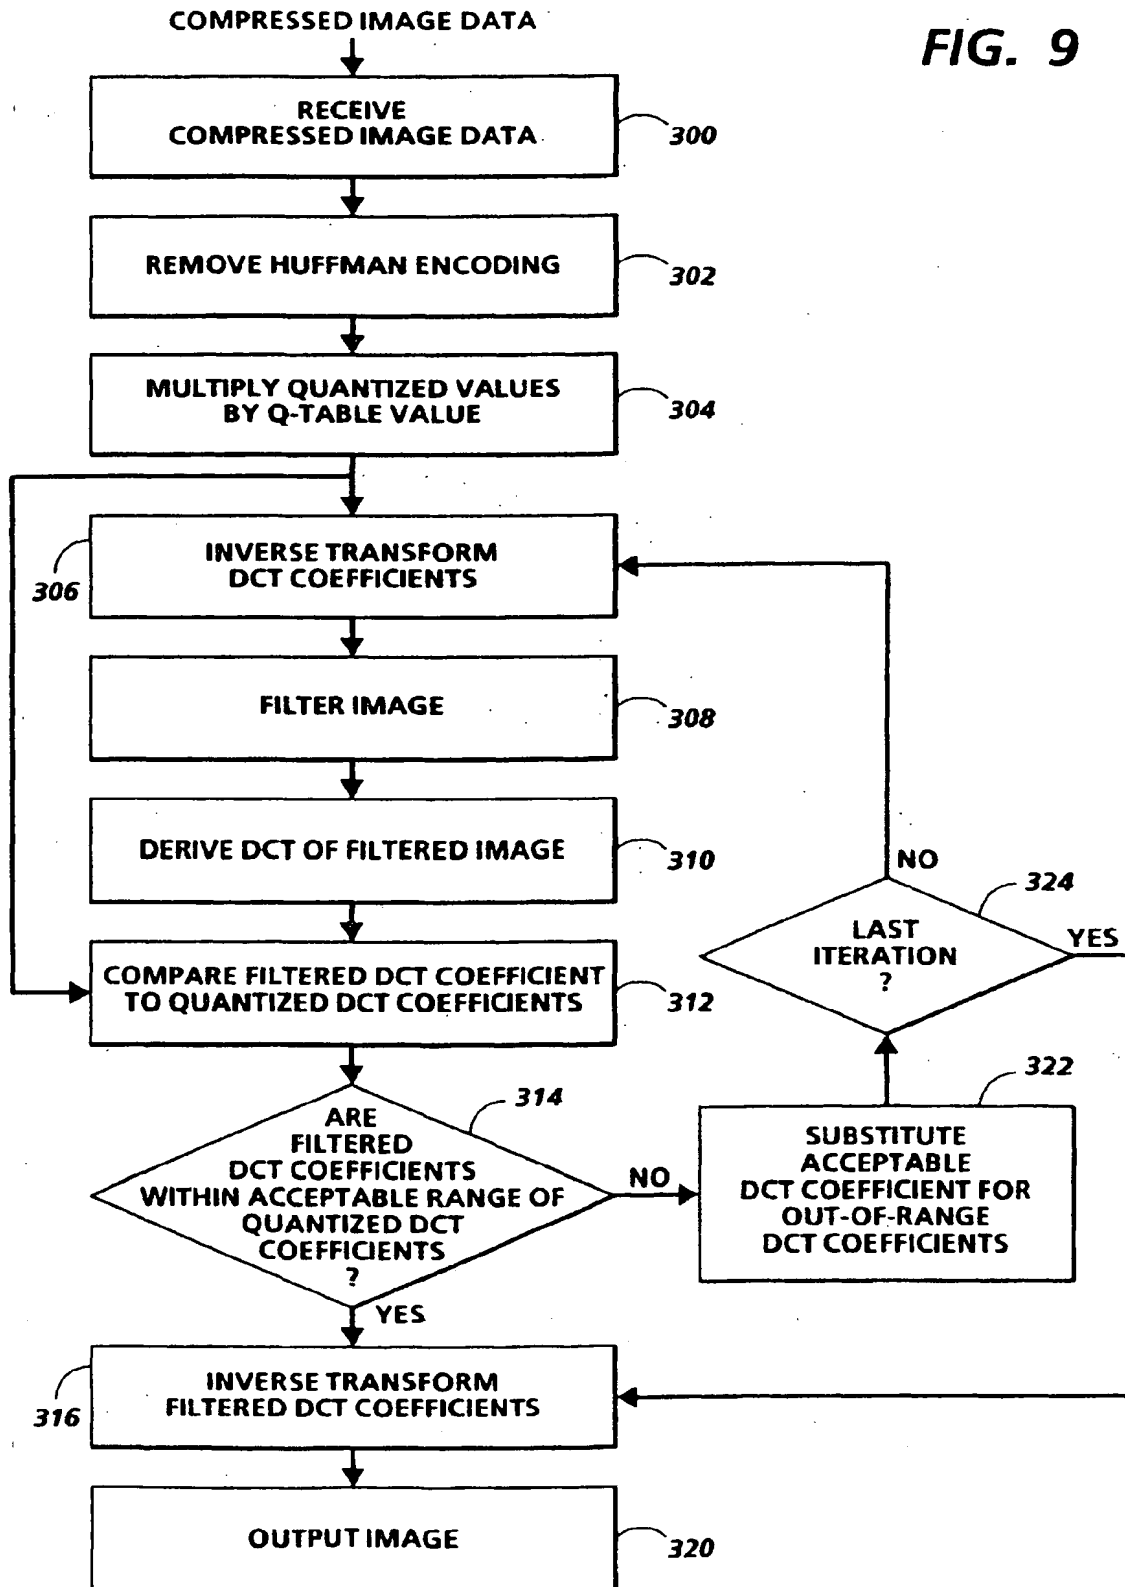 COMPRESSED IMAGE DATA
FIG. 9
RECEIVE
COMPRESSED IMAGE DATA
300
REMOVE HUFFMAN ENCODING
302
MULTIPLY QUANTIZED VALUES
BY Q-TABLE VALUE
304
INVERSE TRANSFORM
DCT COEFFICIENTS
306
FILTER IMAGE
308
DERIVE DCT OF FILTERED IMAGE
310
COMPARE FILTERED DCT COEFFICIENT
TO QUANTIZED DCT COEFFICIENTS
312
ARE
FILTERED
DCT COEFFICIENTS
WITHIN ACCEPTABLE RANGE OF
QUANTIZED DCT
COEFFICIENTS
?
314
NO
YES
SUBSTITUTE
ACCEPTABLE
DCT COEFFICIENT FOR
OUT-OF-RANGE
DCT COEFFICIENTS
322
LAST
ITERATION
?
324
NO
YES
INVERSE TRANSFORM
FILTERED DCT COEFFICIENTS
316
OUTPUT IMAGE
320